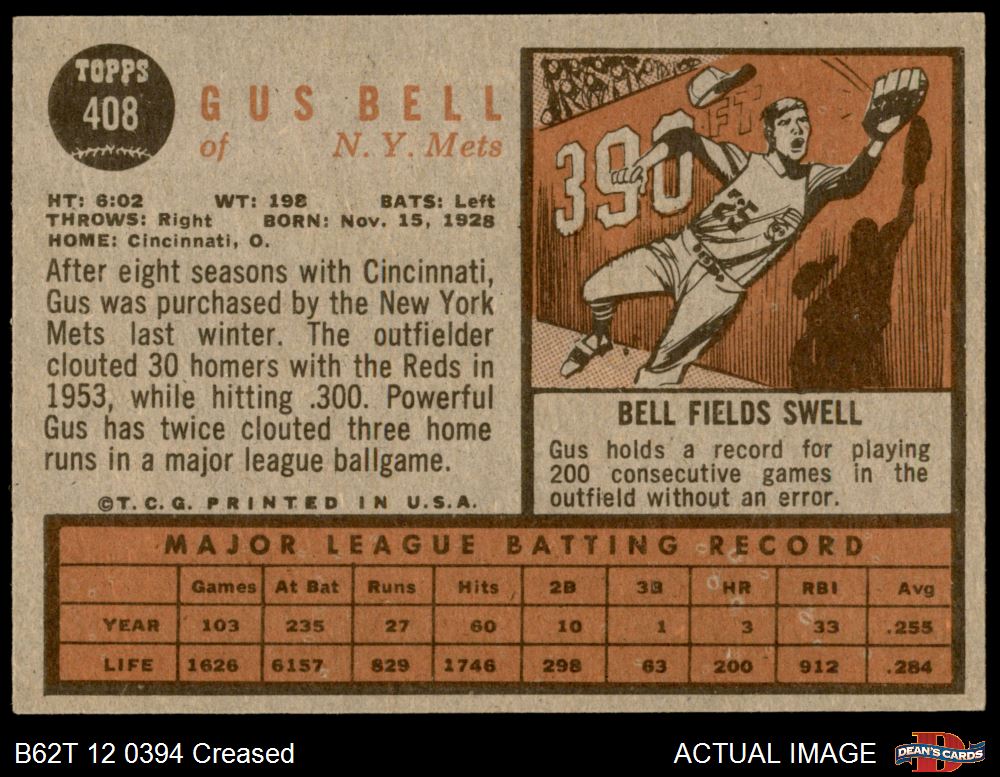 TOPPS
408
GUS BELL
of N. Y. Mets
HT: 6:02 WT: 198 BATS: Left
THROWS: Right BORN: Nov. 15, 1928
HOME: Cincinnati, O.
After eight seasons with Cincinnati,
Gus was purchased by the New York
Mets last winter. The outfielder
clouted 30 homers with the Reds in
1953, while hitting .300. Powerful
Gus has twice clouted three home
runs in a major league ballgame.
©T. C. G. PRINTED IN U.S.A.
390 FT
25
BELL FIELDS SWELL
Gus holds a record for playing
200 consecutive games in the
outfield without an error.
MAJOR LEAGUE BATTING RECORD
Games At Bat Runs Hits 2B 3B HR RBI Avg
YEAR 103 235 27 60 10 1 3 33 .255
LIFE 1626 6157 829 1746 298 63 200 912 .284
B62T 12 0394 Creased
ACTUAL IMAGE
DEAN'S CARDS